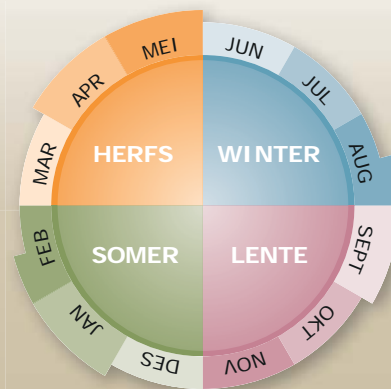 MEI
JUN
APR
JUL
MAR
HERFS
WINTER
AUG
FEB
SOMER
LENTE
SEPT
JAN
OKT
DES
NOV